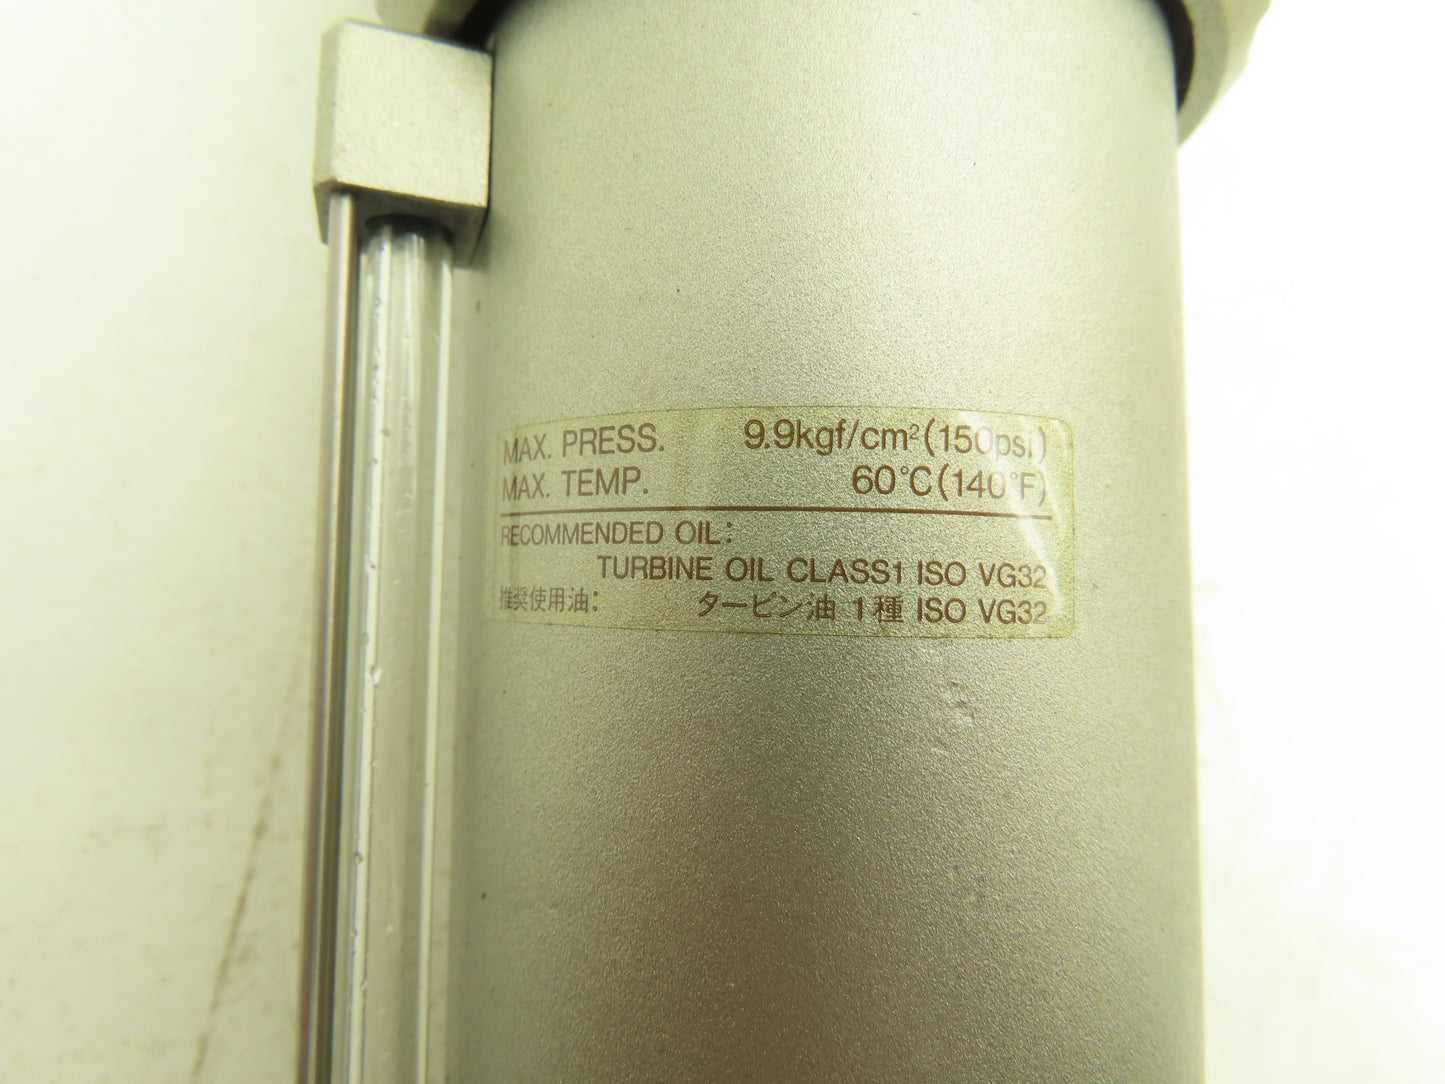 MAX. PRESS. 9.9kgf/cm²(150psi)
MAX. TEMP. 60℃(140°F)
RECOMMENDED OIL:
TURBINE OIL CLASS1 ISO VG32
推奨使用油: タービン油 1種 ISO VG32